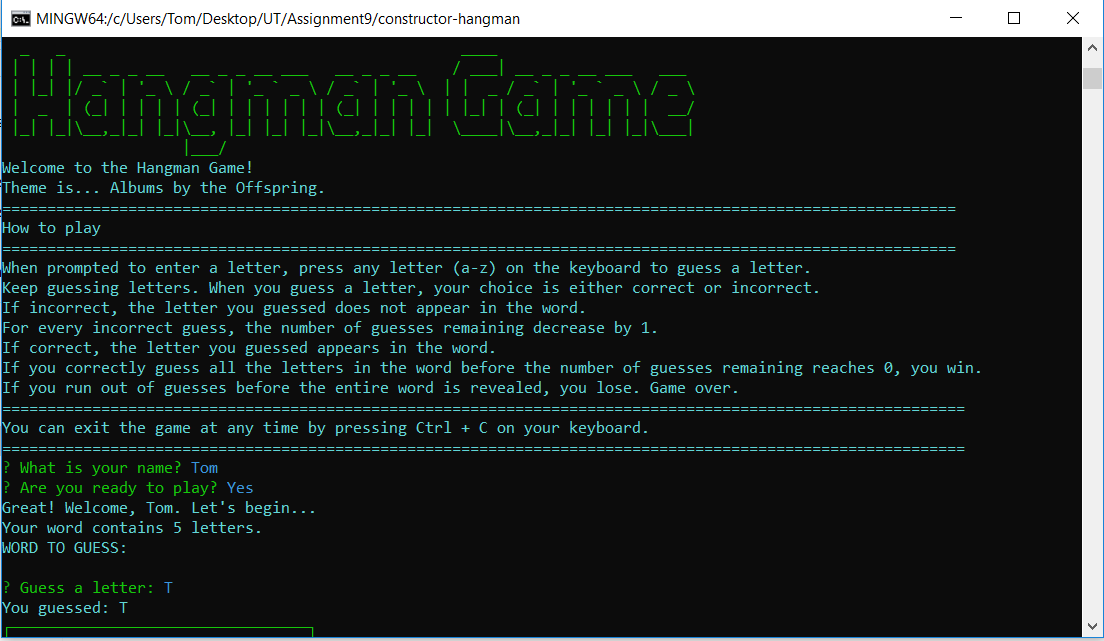 MINGW64:/c/Users/Tom/Desktop/UT/Assignment9/constructor-hangman
Hangman Game
Welcome to the Hangman Game!
Theme is... Albums by the Offspring.
==========================================================================================================
How to play
==========================================================================================================
When prompted to enter a letter, press any letter (a-z) on the keyboard to guess a letter.
Keep guessing letters. When you guess a letter, your choice is either correct or incorrect.
If incorrect, the letter you guessed does not appear in the word.
For every incorrect guess, the number of guesses remaining decrease by 1.
If correct, the letter you guessed appears in the word.
If you correctly guess all the letters in the word before the number of guesses remaining reaches 0, you win.
If you run out of guesses before the entire word is revealed, you lose. Game over.
===========================================================================================================
You can exit the game at any time by pressing Ctrl + C on your keyboard.
===========================================================================================================
? What is your name? Tom
? Are you ready to play? Yes
Great! Welcome, Tom. Let's begin...
Your word contains 5 letters.
WORD TO GUESS:
? Guess a letter: T
You guessed: T